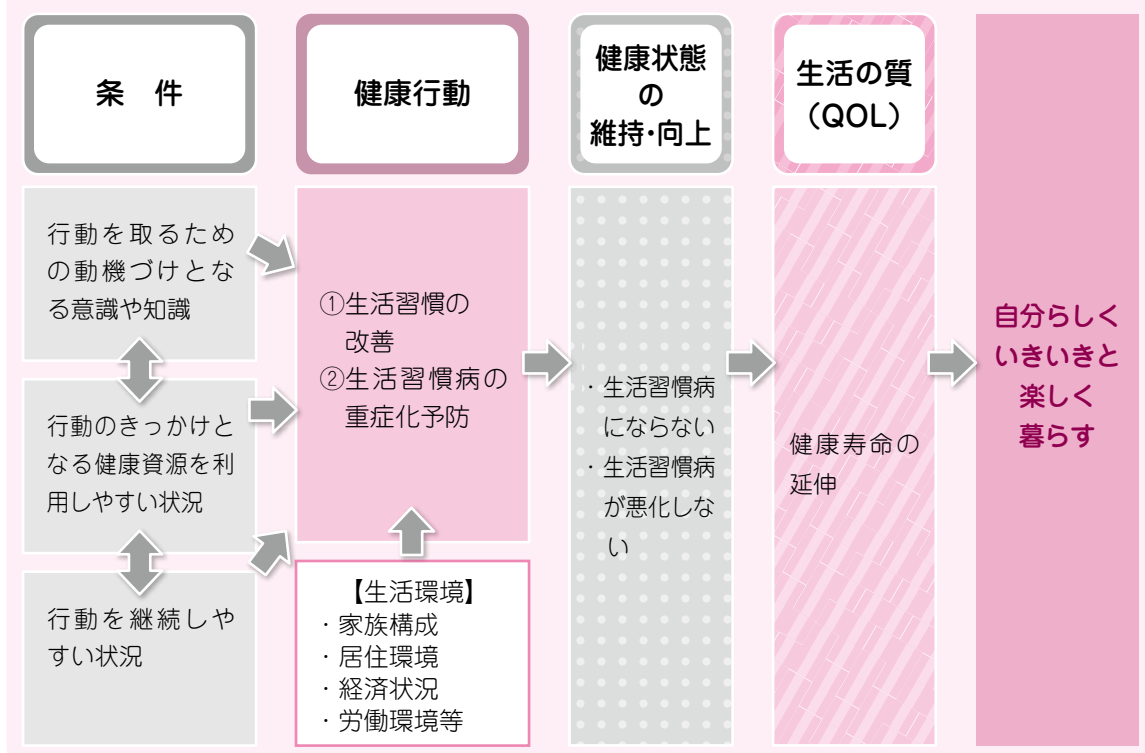 条　件
健康行動
健康状態
の
維持・向上
生活の質
（QOL）
行動を取るため
の動機づけとな
る意識や知識
行動のきっかけと
なる健康資源を利
用しやすい状況
行動を継続しや
すい状況
①生活習慣の
改善
②生活習慣病の
重症化予防
【生活環境】
・家族構成
・居住環境
・経済状況
・労働環境等
・生活習慣病
にならない
・生活習慣病
が悪化しな
い
健康寿命の
延伸
自分らしく
いきいきと
楽しく
暮らす